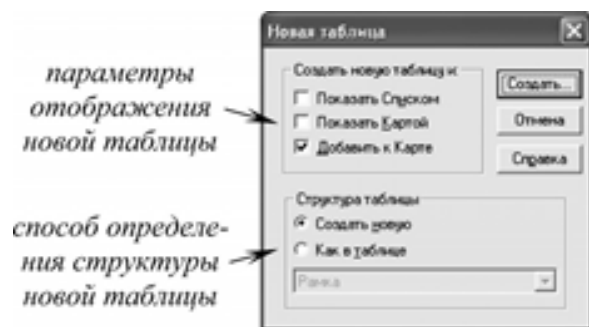 Новая таблица
параметры
отображения
новой таблицы
Создать новую таблицу и:
Показать Списком
Показать Картой
Добавить к Карте
Создать...
Отмена
Справка
способ определе-
ния структуры
новой таблицы
Структура таблицы
Создать новую
Как в таблице
Рамка